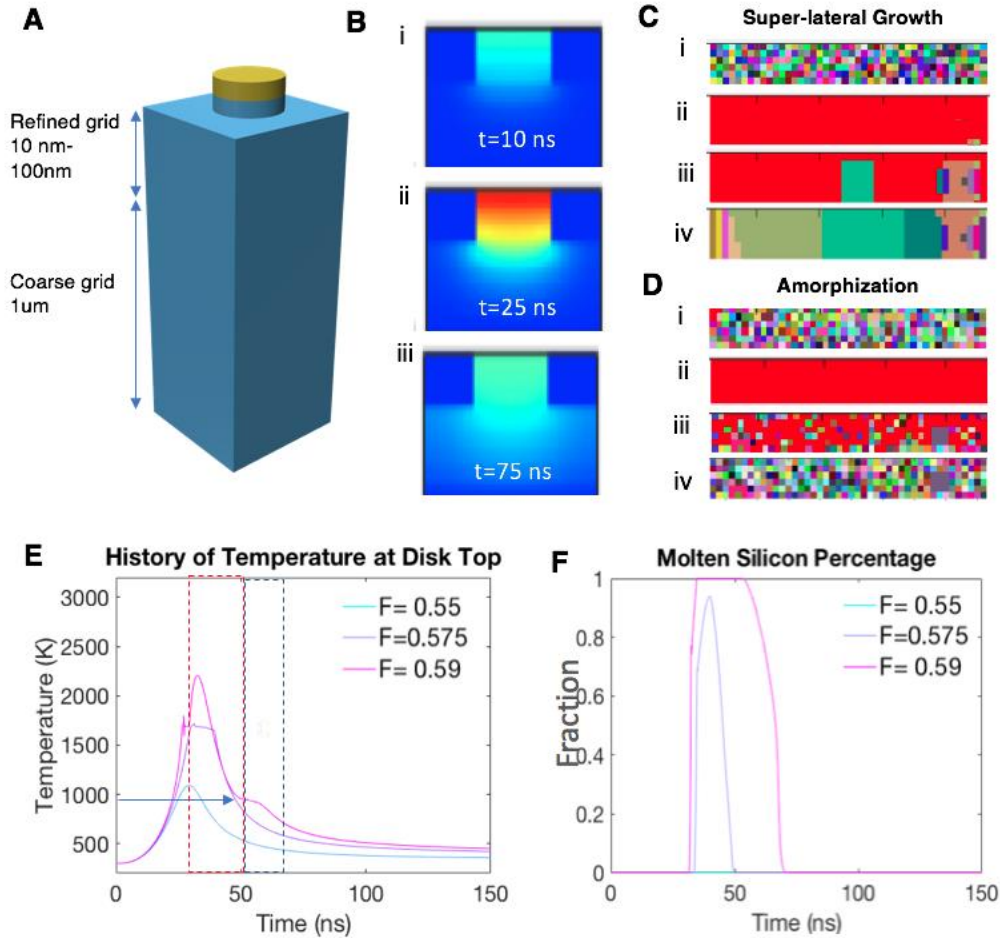 A
Refined grid
10 nm-
100nm
Coarse grid
1um
B
i
t=10 ns
ii
t=25 ns
iii
t=75 ns
C
Super-lateral Growth
i
ii
iii
iv
D
Amorphization
i
ii
iii
iv
E
History of Temperature at Disk Top
3000
2500
2000
1500
1000
500
Temperature (K)
F= 0.55
F=0.575
F= 0.59
0
50
100
150
Time (ns)
F
Molten Silicon Percentage
1
0.8
0.6
0.4
0.2
0
Fraction
F= 0.55
F=0.575
F= 0.59
0
50
100
150
Time (ns)